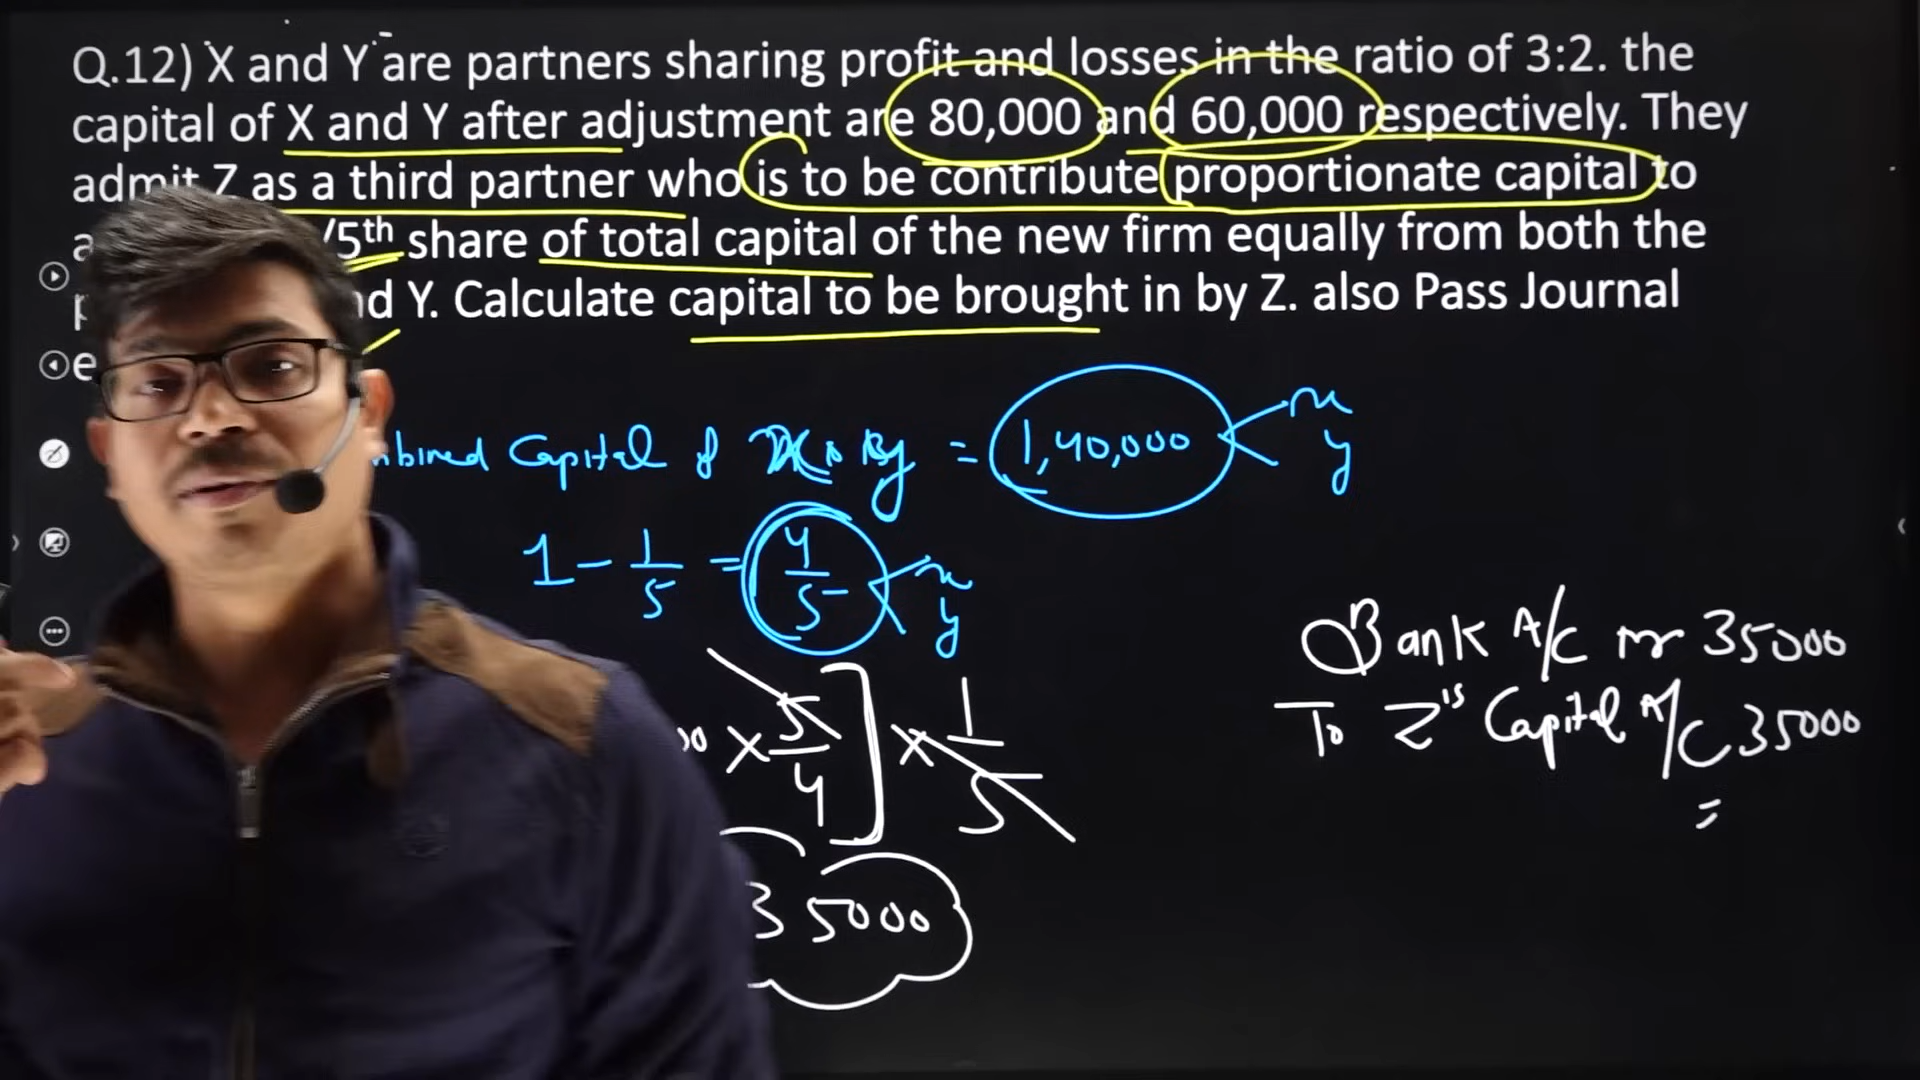 Q.12) X and Y are partners sharing profit and losses in the ratio of 3:2. the
capital of X and Y after adjustment are 80,000 and 60,000 respectively. They
admit Z as a third partner who is to be contribute proportionate capital to
/5th share of total capital of the new firm equally from both the
nd Y. Calculate capital to be brought in by Z. also Pass Journal
e
mbined Capital of X & Y = 1,40,000 x
y
1 - 1/5 = 4/5 x
y
00 × 5/4 ] × 1/5
35000
Bank A/C Dr 35000
To Z's Capital A/C 35000
=